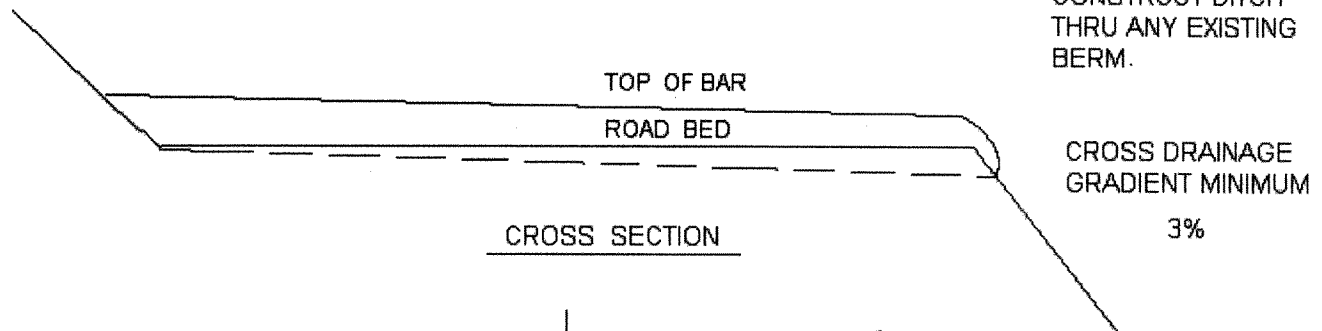 THRU ANY EXISTING
BERM.
TOP OF BAR
ROAD BED
CROSS DRAINAGE
GRADIENT MINIMUM
3%
CROSS SECTION